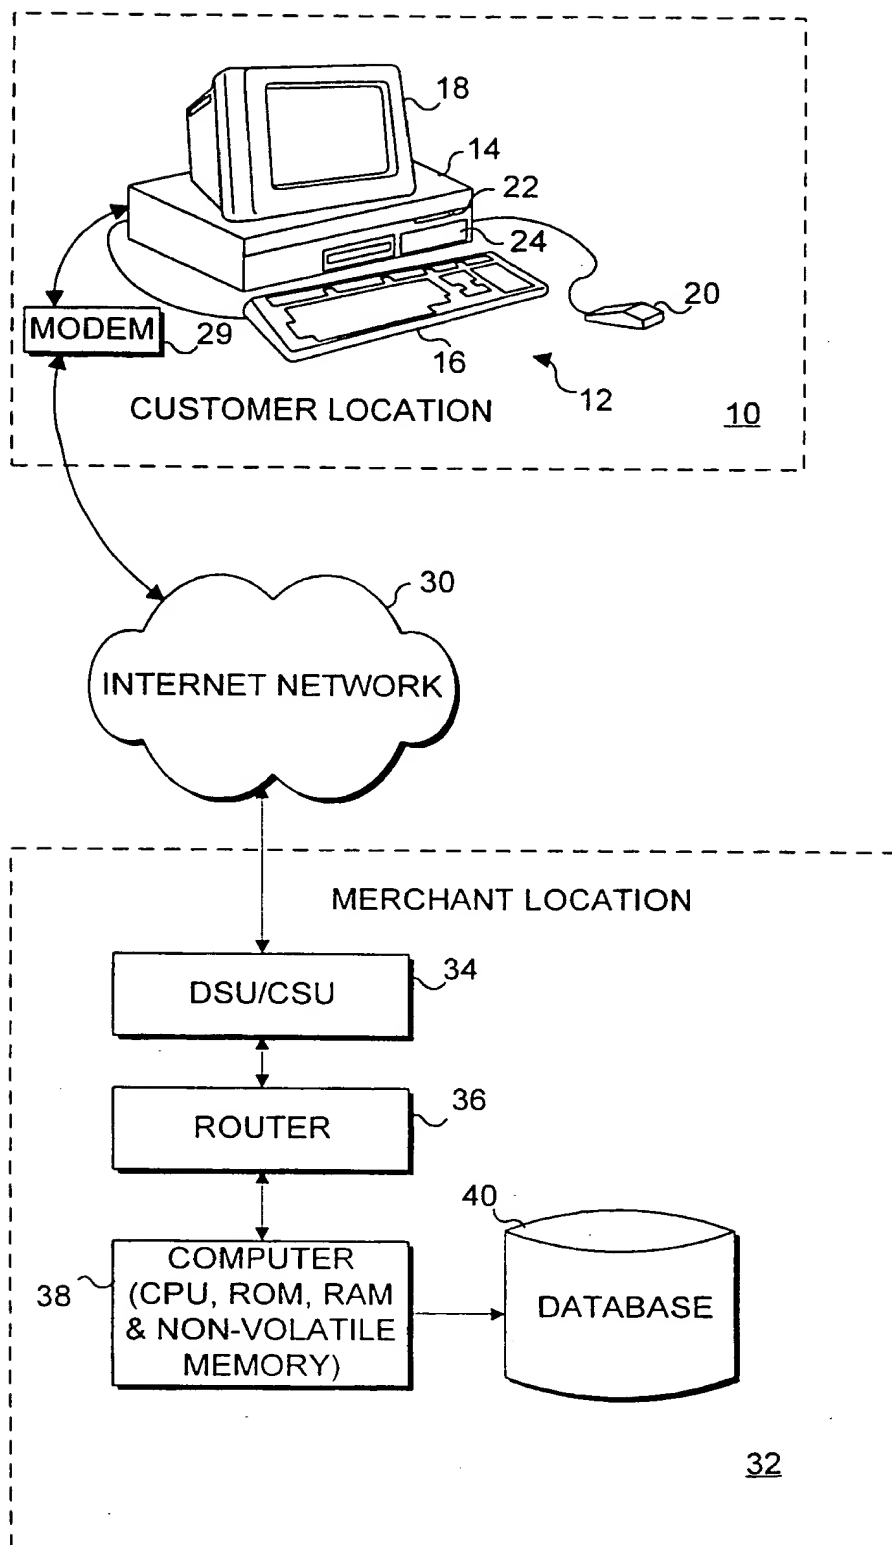 18
14
22
24
20
MODEM
29
16
12
CUSTOMER LOCATION
10
30
INTERNET NETWORK
MERCHANT LOCATION
34
DSU/CSU
36
ROUTER
40
COMPUTER
38
(CPU, ROM, RAM
& NON-VOLATILE
MEMORY)
DATABASE
32